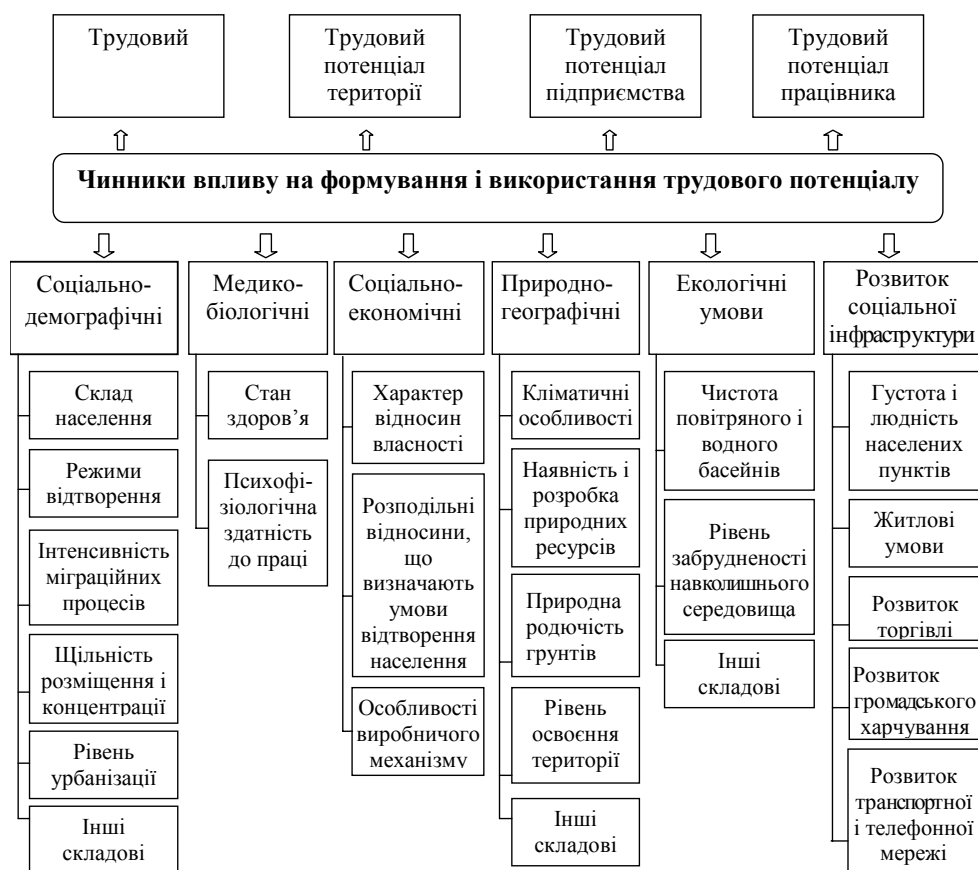 Трудовий
Трудовий
потенціал
території
Трудовий
потенціал
підприємства
Трудовий
потенціал
працівника
Чинники впливу на формування і використання трудового потенціалу
Соціально-
демографічні
Медико-
біологічні
Соціально-
економічні
Природно-
географічні
Екологічні
умови
Розвиток
соціальної
інфраструктури
Склад
населення
Режими
відтворення
Інтенсивність
міграційних
процесів
Щільність
розміщення і
концентрації
Рівень
урбанізації
Інші
складові
Стан
здоров’я
Психофі-
зіологічна
здатність
до праці
Характер
відносин
власності
Розподільні
відносини,
що
визначають
умови
відтворення
населення
Особливості
виробничого
механізму
Кліматичні
особливості
Наявність і
розробка
природних
ресурсів
Природна
родючість
грунтів
Рівень
освоєння
території
Інші
складові
Чистота
повітряного і
водного
басейнів
Рівень
забрудненості
навколишнього
середовища
Інші
складові
Густота і
людність
населених
пунктів
Житлові
умови
Розвиток
торгівлі
Розвиток
громадського
харчування
Розвиток
транспортної
і телефонної
мережі